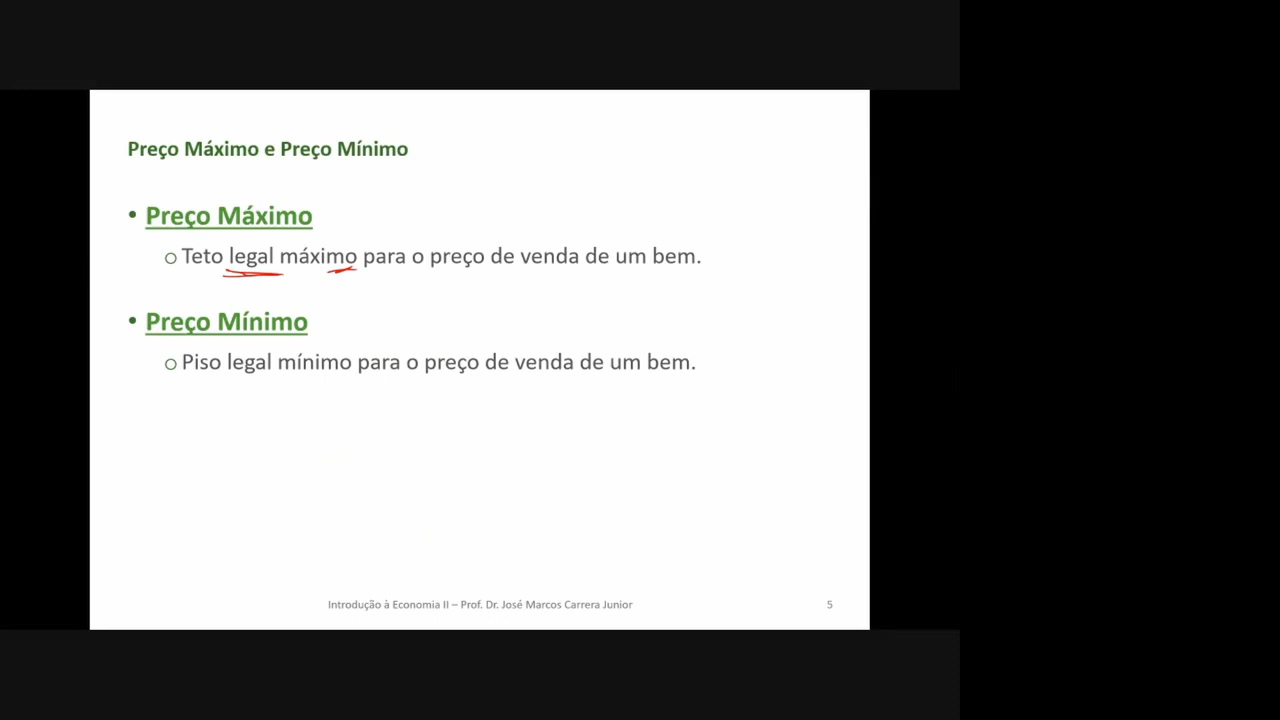 Preço Máximo e Preço Mínimo
• Preço Máximo
o Teto legal máximo para o preço de venda de um bem.
• Preço Mínimo
o Piso legal mínimo para o preço de venda de um bem.
Introdução à Economia II – Prof. Dr. José Marcos Carrera Junior
5